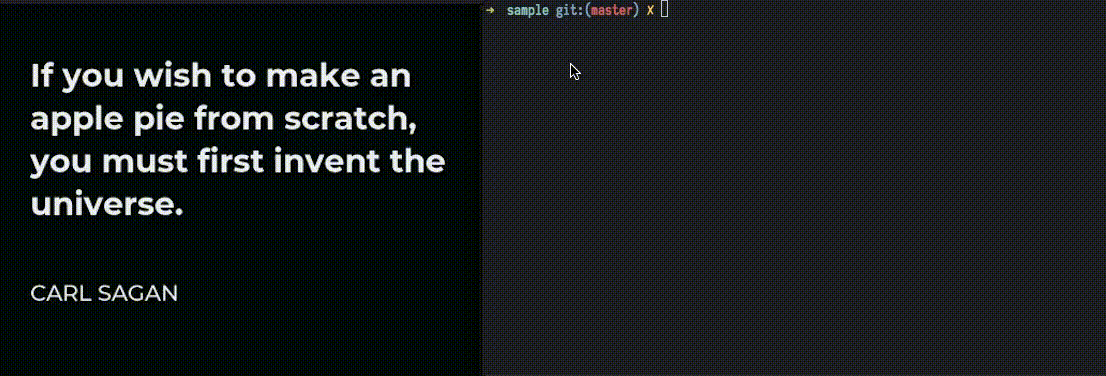 If you wish to make an
apple pie from scratch,
you must first invent the
universe.
CARL SAGAN
➜ sample git:(master) ✗